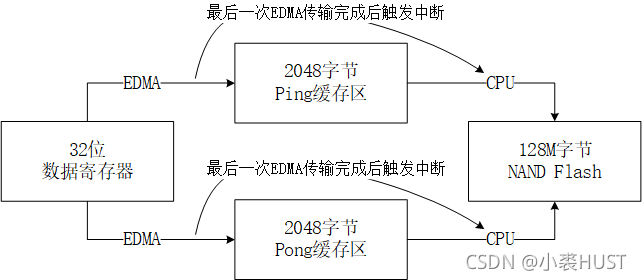 最后一次EDMA传输完成后触发中断
EDMA
2048字节
Ping缓存区
CPU
32位
数据寄存器
128M字节
NAND Flash
最后一次EDMA传输完成后触发中断
EDMA
2048字节
Pong缓存区
CPU
CSDN @小裘HUST